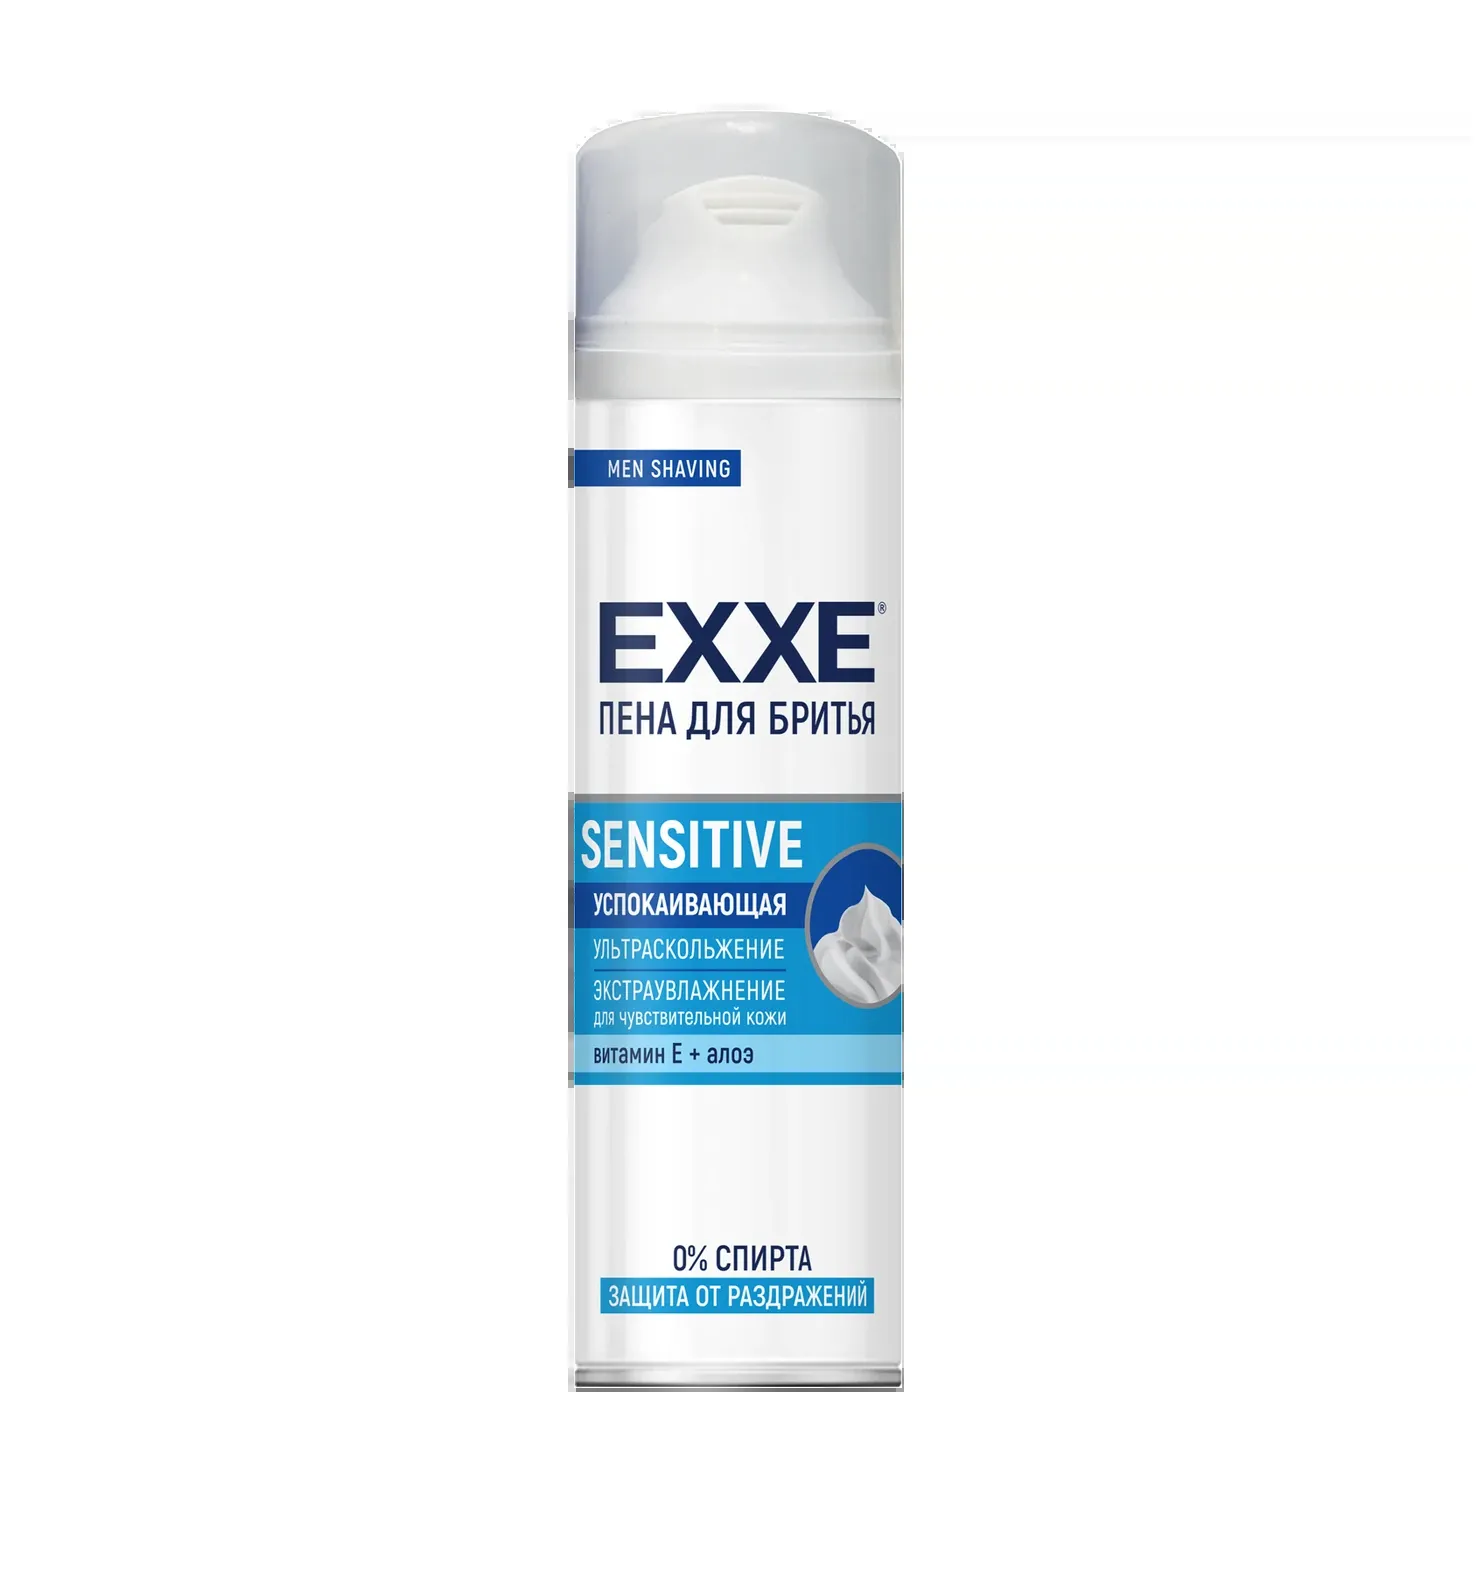 MEN SHAVING
EXXE®
ПЕНА ДЛЯ БРИТЬЯ
SENSITIVE
УСПОКАИВАЮЩАЯ
УЛЬТРАСКОЛЬЖЕНИЕ
ЭКСТРАУВЛАЖНЕНИЕ
для чувствительной кожи
витамин Е + алоэ
0% СПИРТА
ЗАЩИТА ОТ РАЗДРАЖЕНИЙ